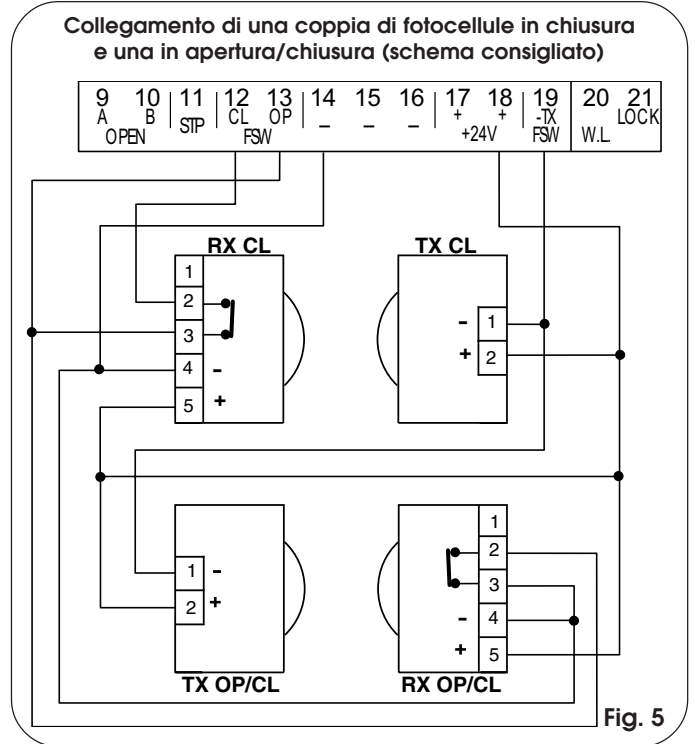 Collegamento di una coppia di fotocellule in chiusura
e una in apertura/chiusura (schema consigliato)
9 10 11 12 13 14 15 16 17 18 19 20 21
A B STP CL OP – – – + + -TX LOCK
OPEN FSW +24V FSW W.L.
RX CL TX CL
1
2
3
4 -
5 +
- 1
+ 2
1 -
2 +
1
2
3
- 4
+ 5
TX OP/CL RX OP/CL
Fig. 5